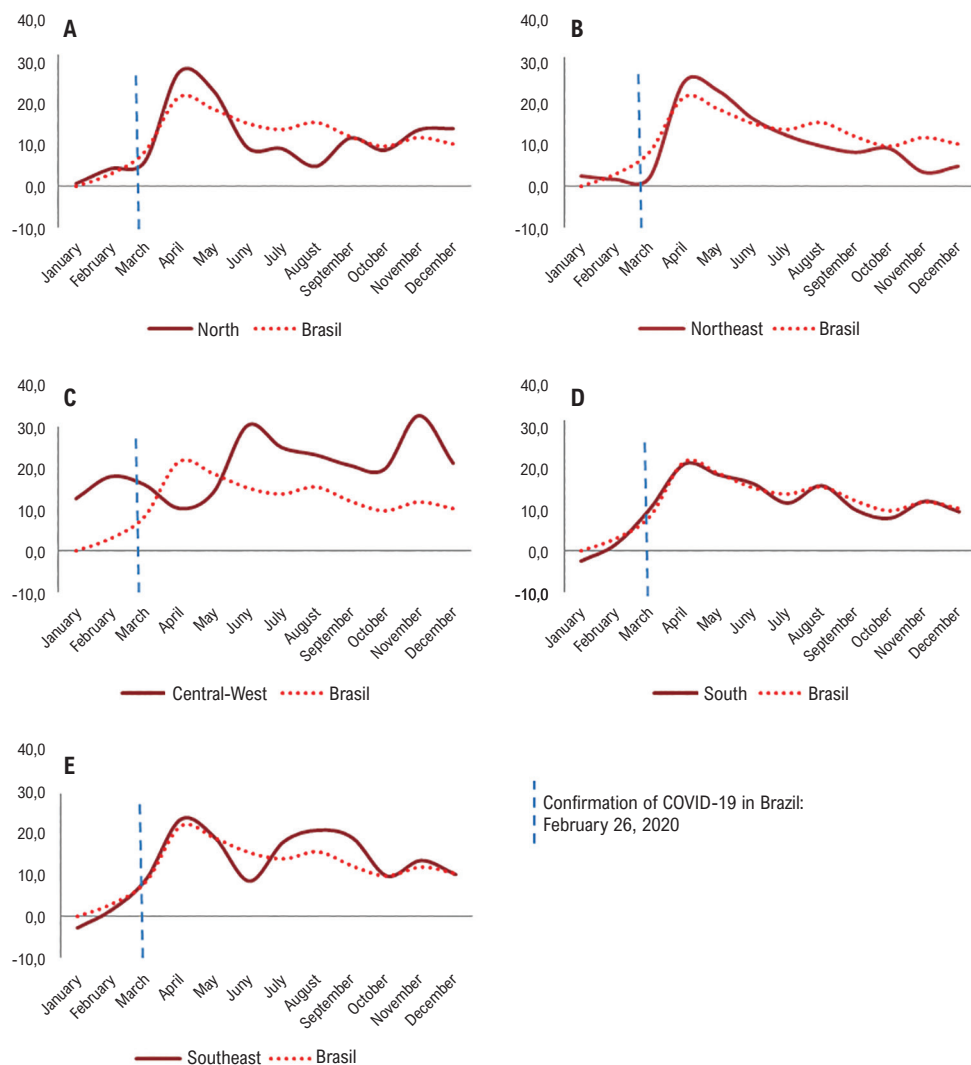 A
40,0
30,0
20,0
10,0
0,0
-10,0
January
February
March
April
May
Juny
July
August
September
October
November
December
North Brasil
B
40,0
30,0
20,0
10,0
0,0
-10,0
January
February
March
April
May
Juny
July
August
September
October
November
December
Northeast Brasil
C
40,0
30,0
20,0
10,0
0,0
-10,0
January
February
March
April
May
Juny
July
August
September
October
November
December
Central-West Brasil
D
40,0
30,0
20,0
10,0
0,0
-10,0
January
February
March
April
May
Juny
July
August
September
October
November
December
South Brasil
E
40,0
30,0
20,0
10,0
0,0
-10,0
January
February
March
April
May
Juny
July
August
September
October
November
December
Southeast Brasil
Confirmation of COVID-19 in Brazil:
February 26, 2020